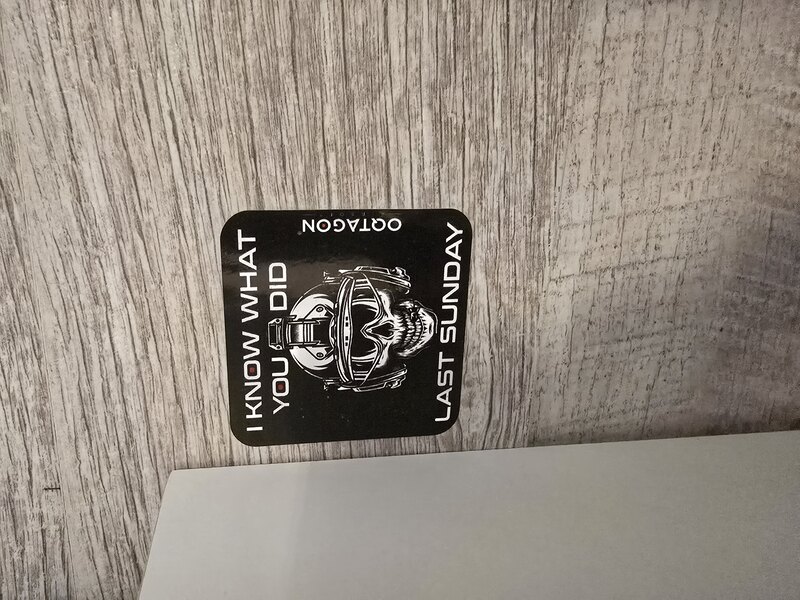 I KNOW WHAT
YOU DID
LAST SUNDAY
OQTAGON